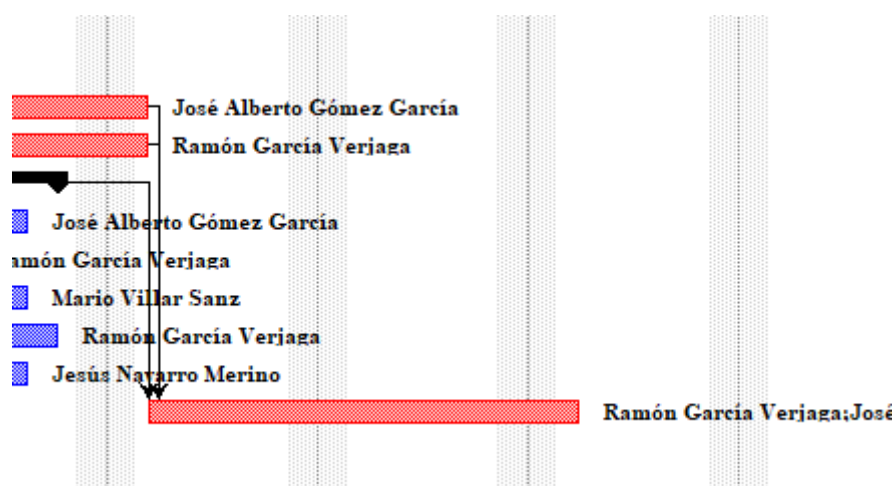 José Alberto Gómez García
Ramón García Verjaga
José Alberto Gómez García
amón García Verjaga
Mario Villar Sanz
Ramón García Verjaga
Jesús Navarro Merino
Ramón García Verjaga;José